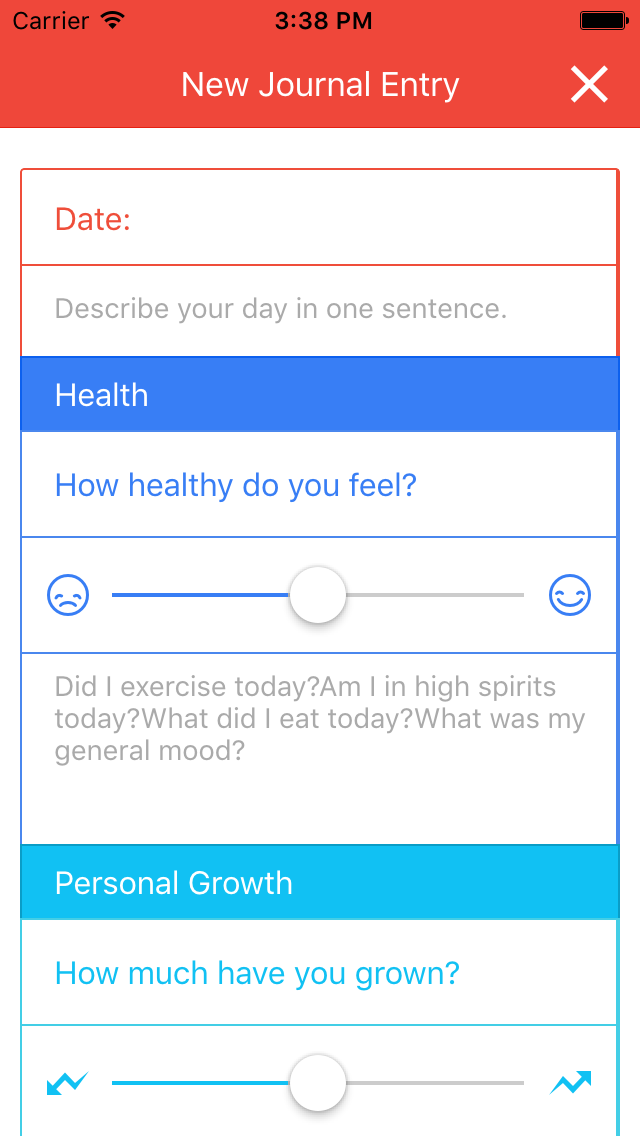 Carrier 3:38 PM
New Journal Entry
Date:
Describe your day in one sentence.
Health
How healthy do you feel?
Did I exercise today?Am I in high spirits
today?What did I eat today?What was my
general mood?
Personal Growth
How much have you grown?